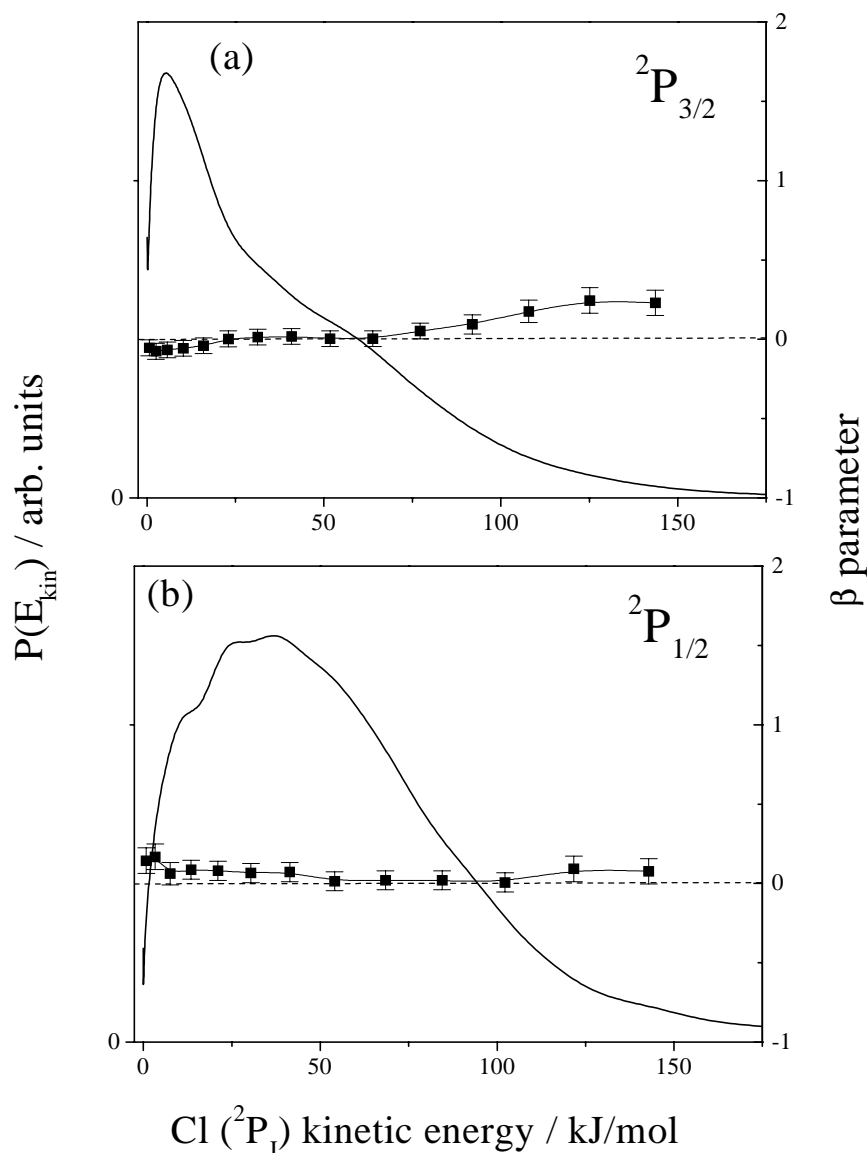 (a)
²P₃/₂
2
1
0
-1
0
0
50
100
150
P(Eₖᵢₙ) / arb. units
β parameter
(b)
²P₁/₂
2
1
0
-1
0
0
50
100
150
Cl (²P_J) kinetic energy / kJ/mol